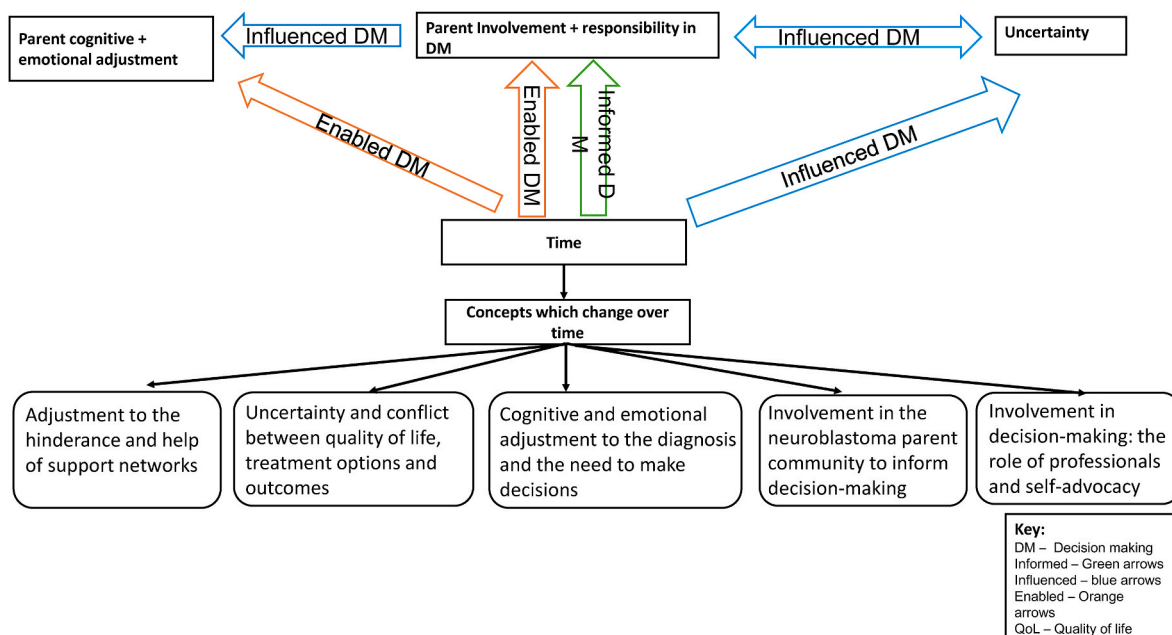 Parent cognitive +
emotional adjustment
Influenced DM
Parent Involvement + responsibility in
DM
Influenced DM
Uncertainty
Enabled DM
Enabled DM
Informed D
M
Influenced DM
Time
Concepts which change over
time
Adjustment to the
hinderance and help
of support networks
Uncertainty and conflict
between quality of life,
treatment options and
outcomes
Cognitive and emotional
adjustment to the diagnosis
and the need to make
decisions
Involvement in the
neuroblastoma parent
community to inform
decision-making
Involvement in
decision-making: the
role of professionals
and self-advocacy
Key:
DM – Decision making
Informed – Green arrows
Influenced – blue arrows
Enabled – Orange
arrows
QoL – Quality of life